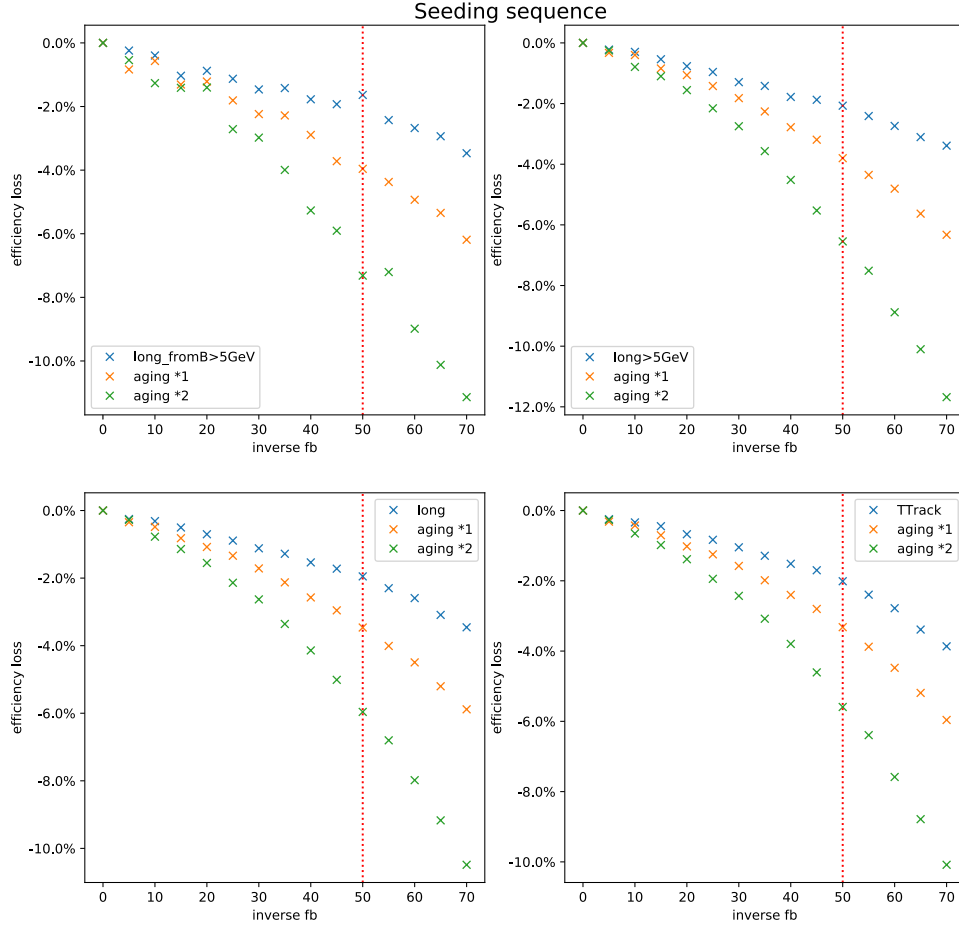 Seeding sequence
0.0%
-2.0%
-4.0%
-6.0%
-8.0%
-10.0%
efficiency loss
long_fromB>5GeV
aging *1
aging *2
0 10 20 30 40 50 60 70
inverse fb
0.0%
-2.0%
-4.0%
-6.0%
-8.0%
-10.0%
-12.0%
efficiency loss
long>5GeV
aging *1
aging *2
0 10 20 30 40 50 60 70
inverse fb
0.0%
-2.0%
-4.0%
-6.0%
-8.0%
-10.0%
efficiency loss
long
aging *1
aging *2
0 10 20 30 40 50 60 70
inverse fb
0.0%
-2.0%
-4.0%
-6.0%
-8.0%
-10.0%
efficiency loss
TTrack
aging *1
aging *2
0 10 20 30 40 50 60 70
inverse fb